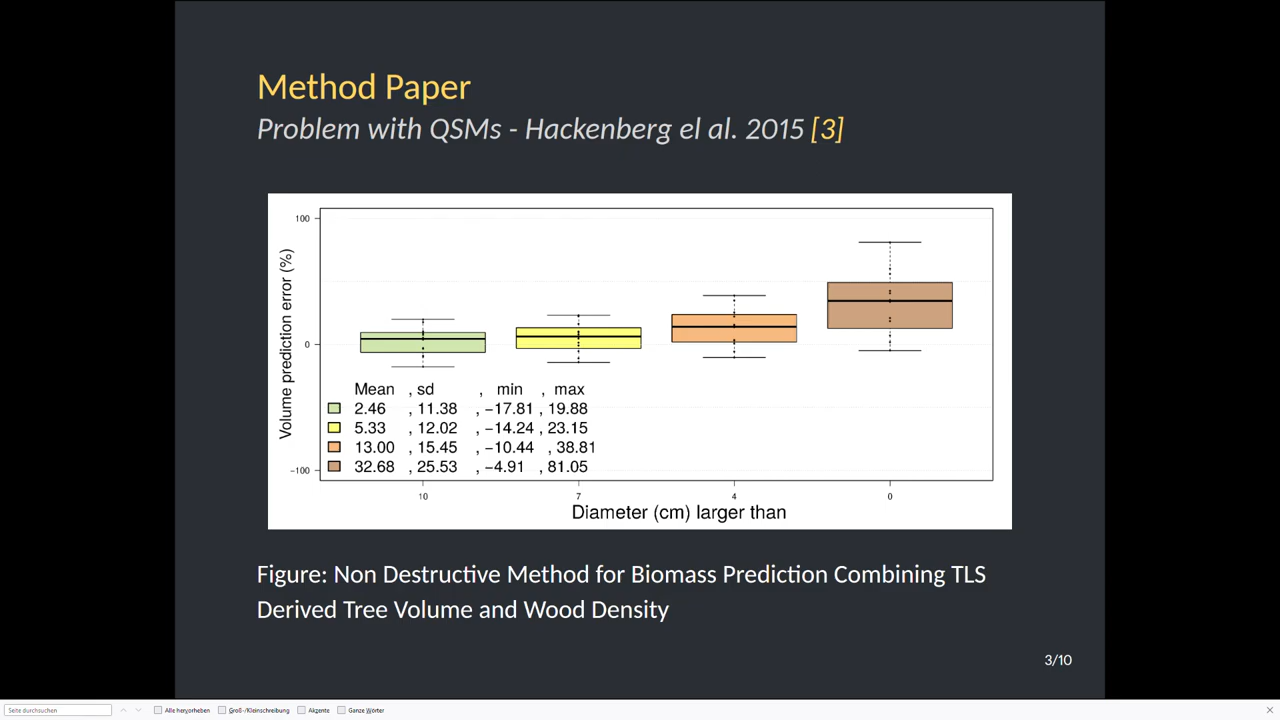 Method Paper
Problem with QSMs - Hackenberg el al. 2015 [3]
Volume prediction error (%)
100
0
−100
Mean , sd , min , max
2.46 , 11.38 , −17.81 , 19.88
5.33 , 12.02 , −14.24 , 23.15
13.00 , 15.45 , −10.44 , 38.81
32.68 , 25.53 , −4.91 , 81.05
10 7 4 0
Diameter (cm) larger than
Figure: Non Destructive Method for Biomass Prediction Combining TLS
Derived Tree Volume and Wood Density
3/10
Seite durchsuchen Alle hervorheben Groß-/Kleinschreibung Akzente Ganze Wörter